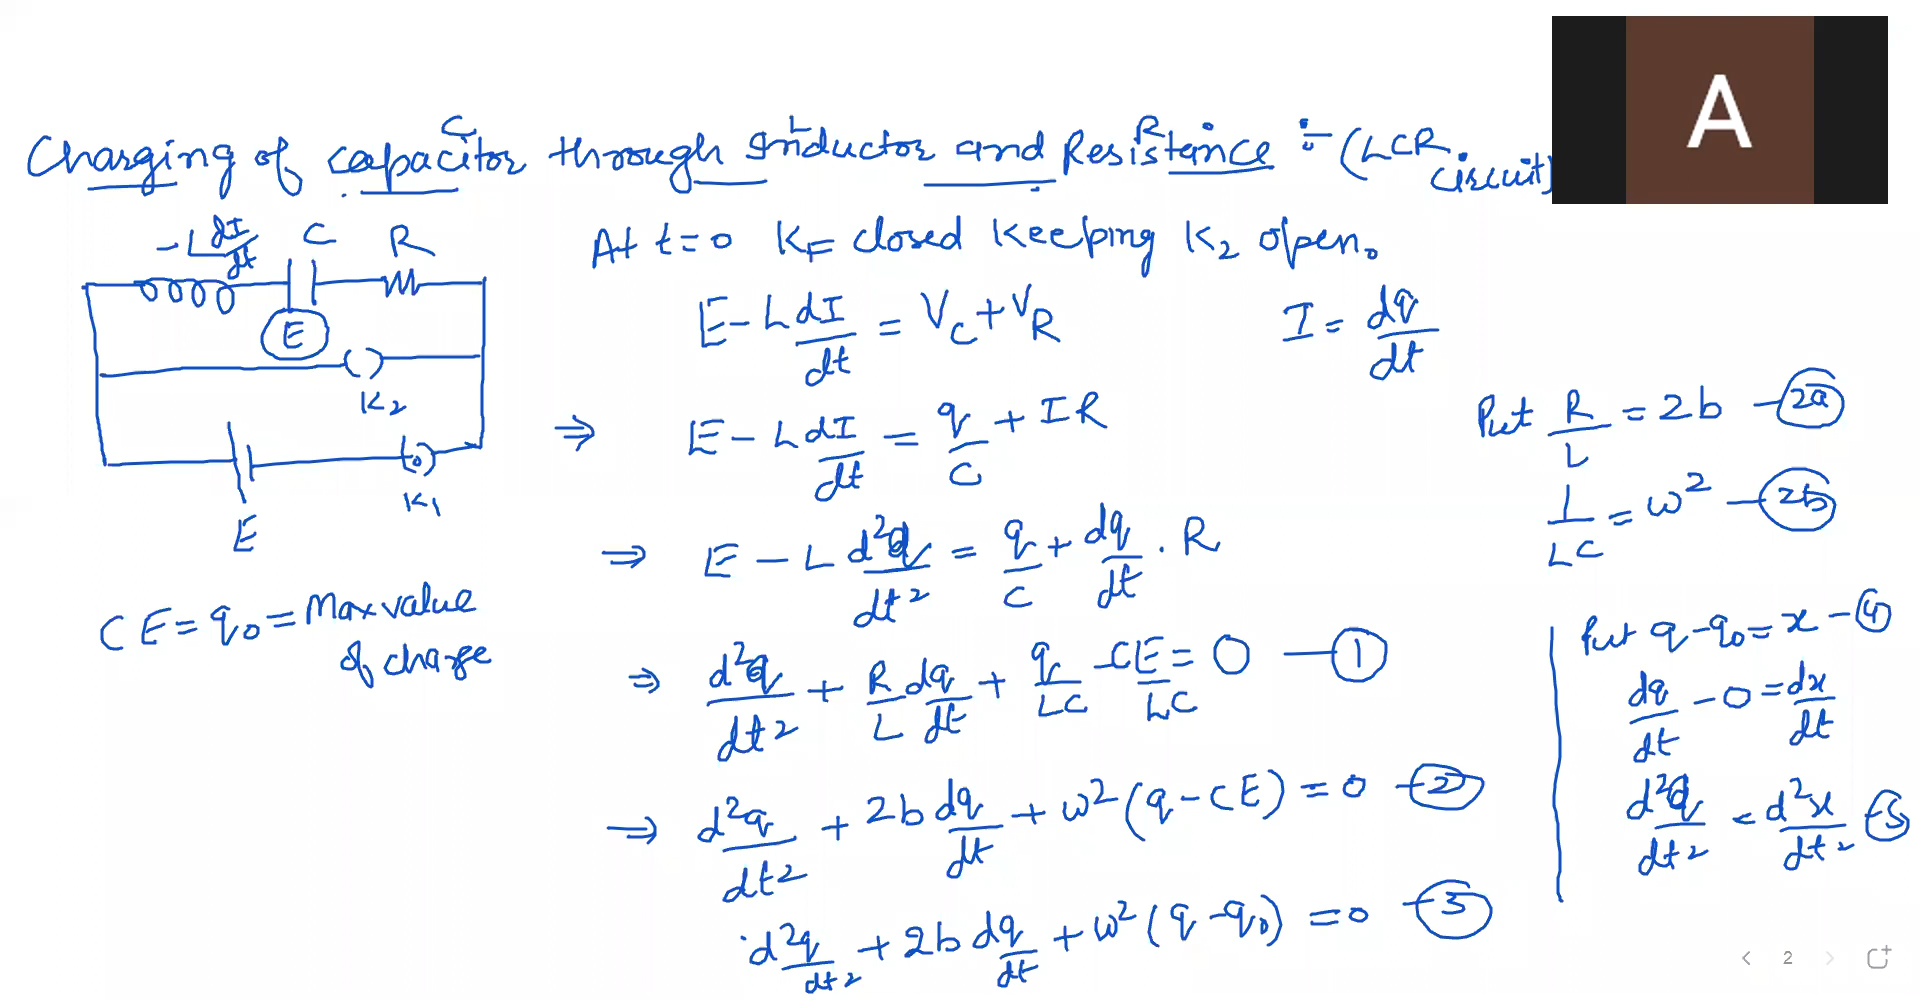 Charging of capacitor through Inductor and Resistance :- (LCR circuit)
C L R
A
-L dI/dt C R
E
K2
K1
E
CE = q0 = Max value of charge
At t=0 K1 closed keeping K2 open.
E - L dI/dt = VC + VR
I = dq/dt
⇒ E - L dI/dt = q/C + IR
⇒ E - L d²q/dt² = q/C + dq/dt . R
⇒ d²q/dt² + R/L dq/dt + q/LC - CE/LC = 0 — 1
⇒ d²q/dt² + 2b dq/dt + ω² (q - CE) = 0 — 2
d²q/dt² + 2b dq/dt + ω² (q - q0) = 0 — 3
Put R/L = 2b — 2a
1/LC = ω² — 2b
Put q - q0 = x — 4
dq/dt - 0 = dx/dt
d²q/dt² = d²x/dt² — 5
< 2 >